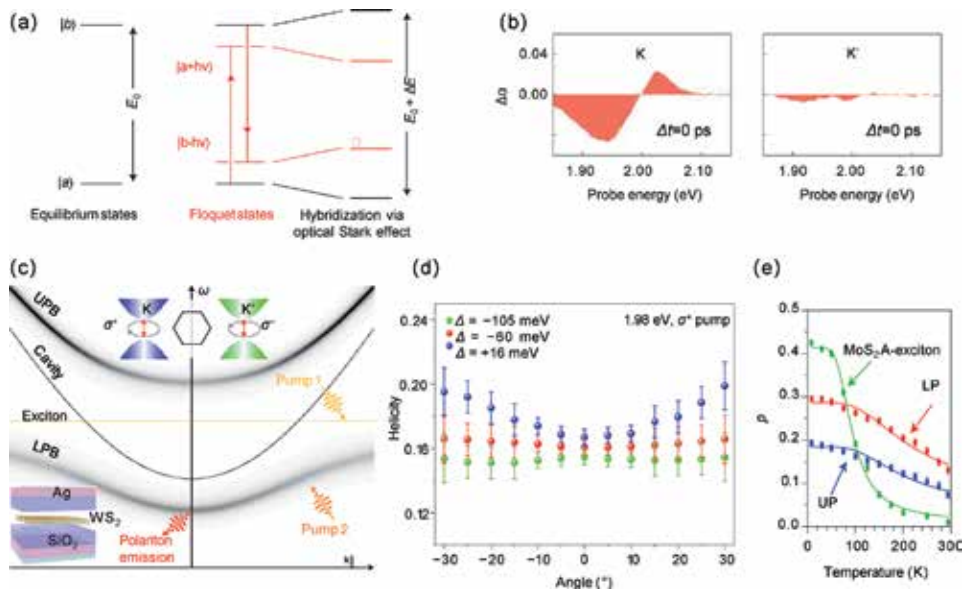 (a)
|b⟩
E₀
|a⟩
Equilibrium states
|a+hν⟩
|b-hν⟩
Floquet states
E₀ + ΔE
Hybridization via
optical Stark effect
(b)
K
K'
Δα
0.04
0.00
Δt=0 ps
Δt=0 ps
1.90 2.00 2.10
1.90 2.00 2.10
Probe energy (eV)
Probe energy (eV)
(c)
UPB
Cavity
Exciton
LPB
K
K'
ω
σ⁺
σ⁻
Pump 1
Pump 2
Polariton
emission
Ag
WS₂
SiO₂
k∥
(d)
Δ = −105 meV
Δ = −60 meV
Δ = +16 meV
1.98 eV, σ⁺ pump
Helicity
0.24
0.20
0.16
0.12
−30 −20 −10 0 10 20 30
Angle (°)
(e)
ρ
0.5
0.4
0.3
0.2
0.1
0.0
MoS₂A-exciton
LP
UP
0 100 200 300
Temperature (K)